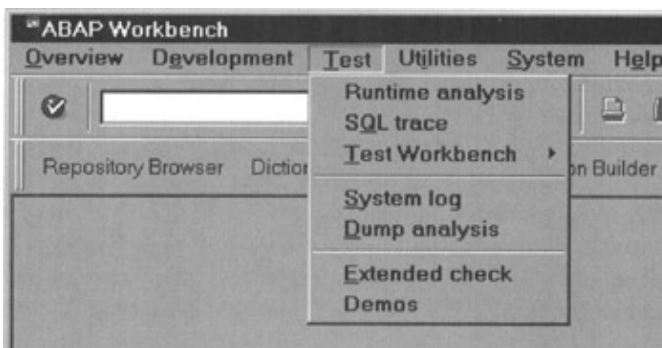 ABAP Workbench
Overview Development Test Utilities System Help
Runtime analysis
SQL trace
Test Workbench
Repository Browser Builder
System log
Dump analysis
Extended check
Demos